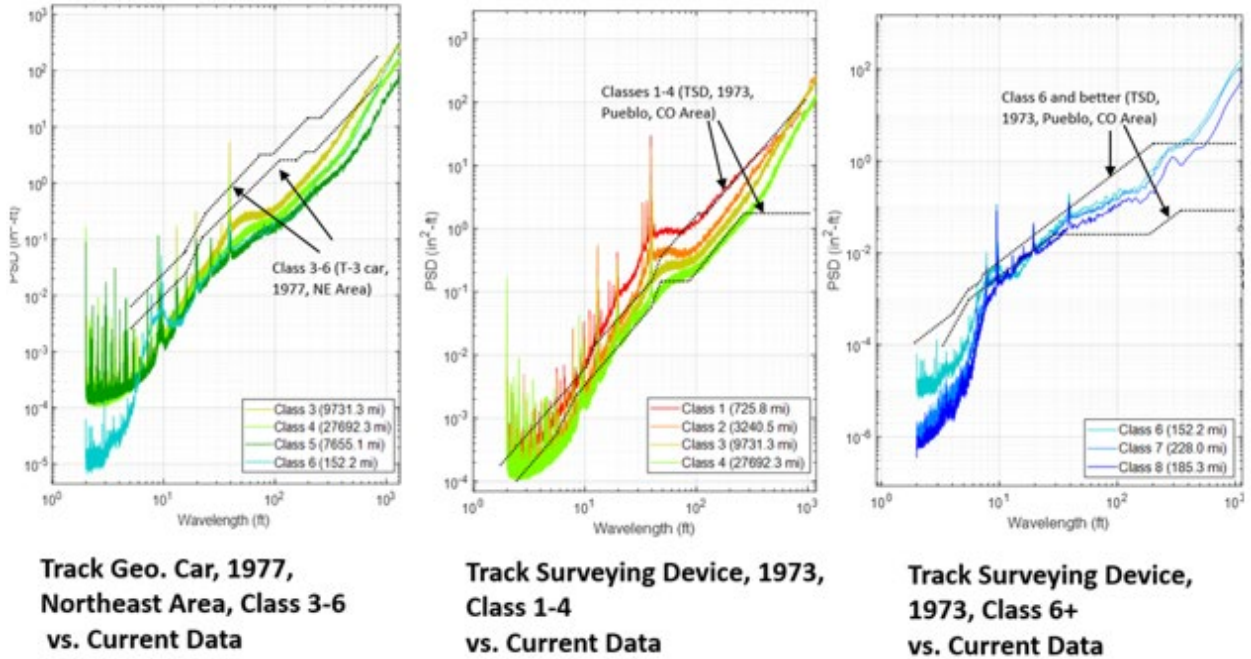 10³
10²
10¹
10⁰
10⁻¹
10⁻²
10⁻³
10⁻⁴
10⁻⁵
PSD (in²-ft)
Class 3-6 (T-3 car,
1977, NE Area)
Class 3 (9731.3 mi)
Class 4 (27692.3 mi)
Class 5 (7655.1 mi)
Class 6 (152.2 mi)
10⁰ 10¹ 10² 10³
Wavelength (ft)
10³
10²
10¹
10⁰
10⁻¹
10⁻²
10⁻³
10⁻⁴
PSD (in²-ft)
Classes 1-4 (TSD, 1973,
Pueblo, CO Area)
Class 1 (725.8 mi)
Class 2 (3240.5 mi)
Class 3 (9731.3 mi)
Class 4 (27692.3 mi)
10⁰ 10¹ 10² 10³
Wavelength (ft)
10²
10⁰
10⁻²
10⁻⁴
10⁻⁶
PSD (in²-ft)
Class 6 and better (TSD,
1973, Pueblo, CO Area)
Class 6 (152.2 mi)
Class 7 (228.0 mi)
Class 8 (185.3 mi)
10⁰ 10¹ 10² 10³
Wavelength (ft)
Track Geo. Car, 1977,
Northeast Area, Class 3-6
vs. Current Data
Track Surveying Device, 1973,
Class 1-4
vs. Current Data
Track Surveying Device,
1973, Class 6+
vs. Current Data